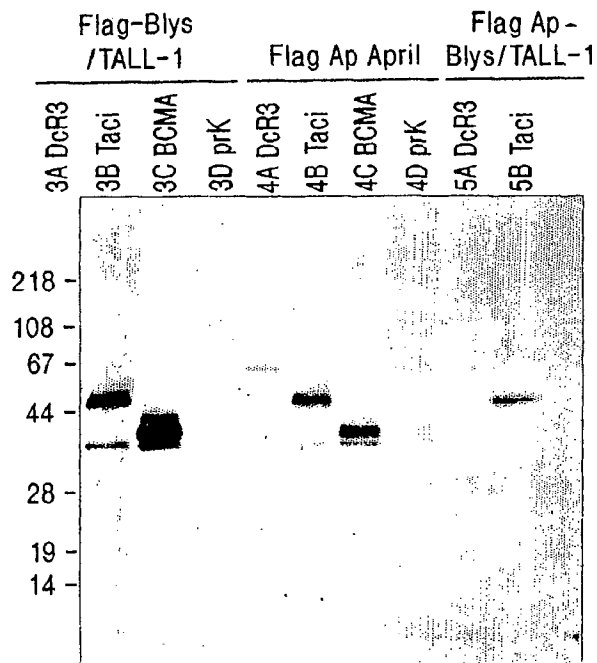 Flag-Blys
/TALL-1
Flag Ap April
Flag Ap -
Blys/TALL-1
3A DcR3
3B Taci
3C BCMA
3D prK
4A DcR3
4B Taci
4C BCMA
4D prK
5A DcR3
5B Taci
218
108
67
44
28
19
14